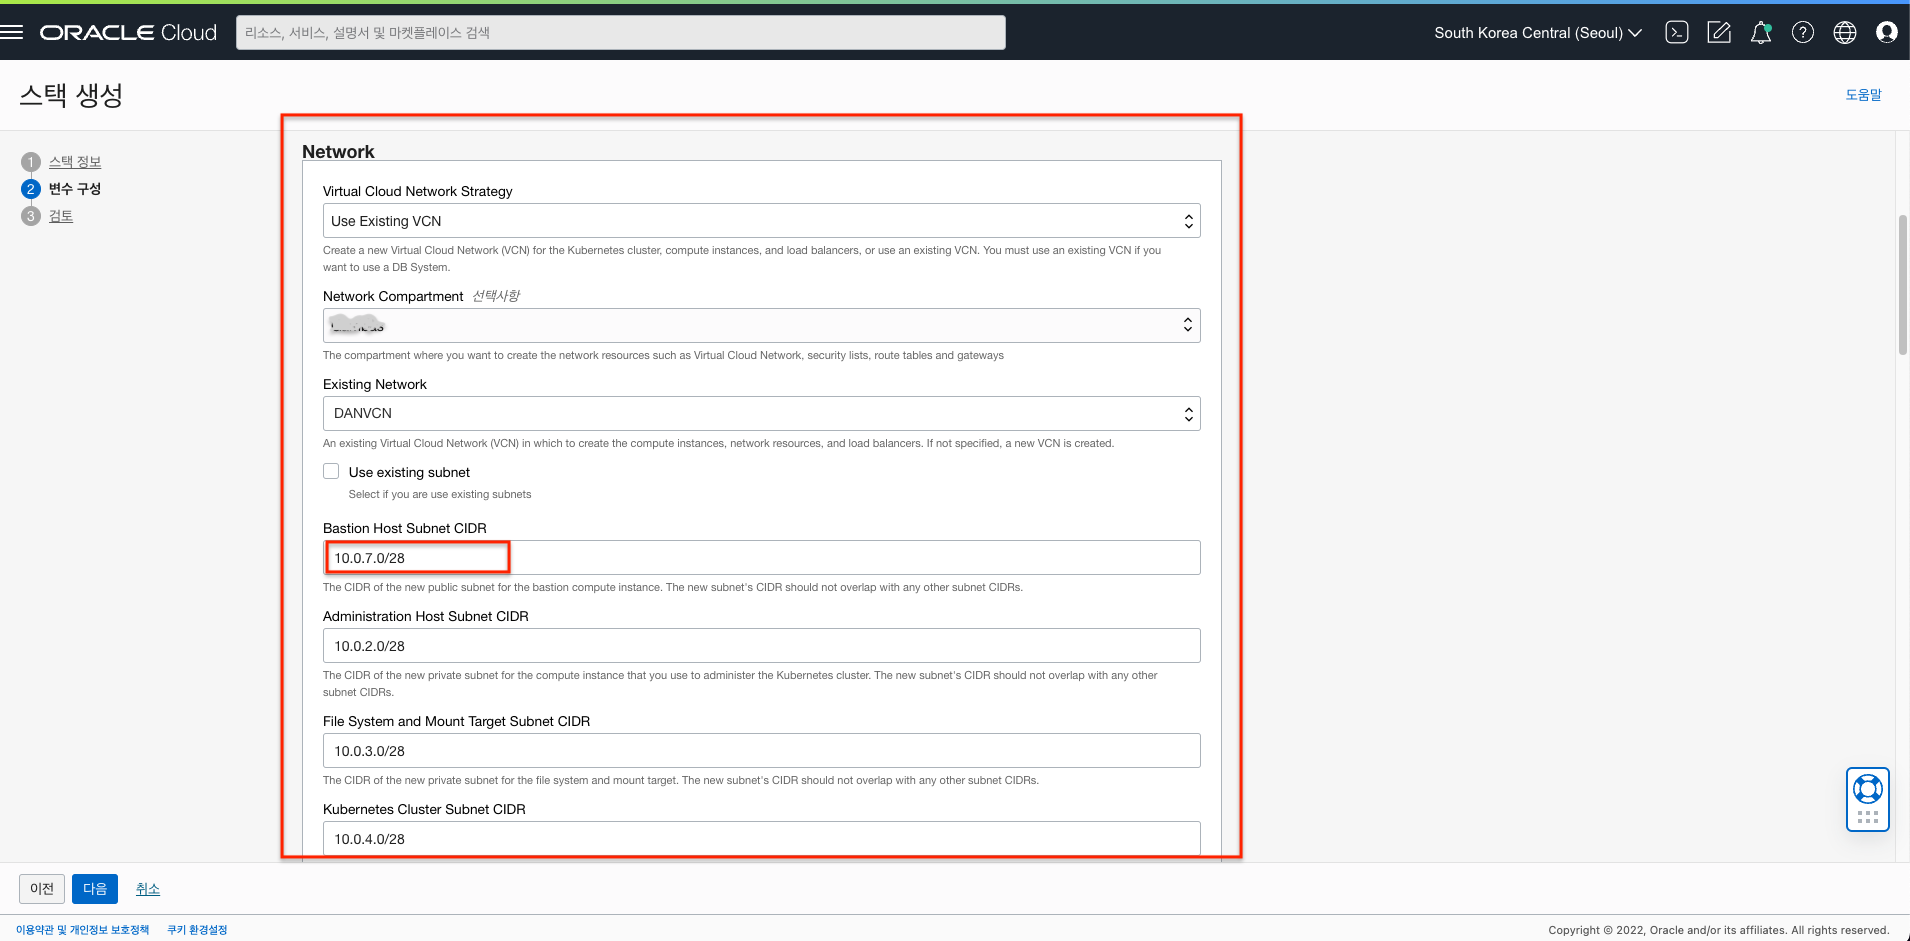 ORACLE Cloud
리소스, 서비스, 설명서 및 마켓플레이스 검색
South Korea Central (Seoul)
스택 생성
도움말
1 스택 정보
2 변수 구성
3 검토
Network
Virtual Cloud Network Strategy
Use Existing VCN
Create a new Virtual Cloud Network (VCN) for the Kubernetes cluster, compute instances, and load balancers, or use an existing VCN. You must use an existing VCN if you
want to use a DB System.
Network Compartment 선택사항
The compartment where you want to create the network resources such as Virtual Cloud Network, security lists, route tables and gateways
Existing Network
DANVCN
An existing Virtual Cloud Network (VCN) in which to create the compute instances, network resources, and load balancers. If not specified, a new VCN is created.
Use existing subnet
Select if you are use existing subnets
Bastion Host Subnet CIDR
10.0.7.0/28
The CIDR of the new public subnet for the bastion compute instance. The new subnet's CIDR should not overlap with any other subnet CIDRs.
Administration Host Subnet CIDR
10.0.2.0/28
The CIDR of the new private subnet for the compute instance that you use to administer the Kubernetes cluster. The new subnet's CIDR should not overlap with any other
subnet CIDRs.
File System and Mount Target Subnet CIDR
10.0.3.0/28
The CIDR of the new private subnet for the file system and mount target. The new subnet's CIDR should not overlap with any other subnet CIDRs.
Kubernetes Cluster Subnet CIDR
10.0.4.0/28
이전
다음
취소
이용약관 및 개인정보 보호정책
쿠키 환경설정
Copyright © 2022, Oracle and/or its affiliates. All rights reserved.